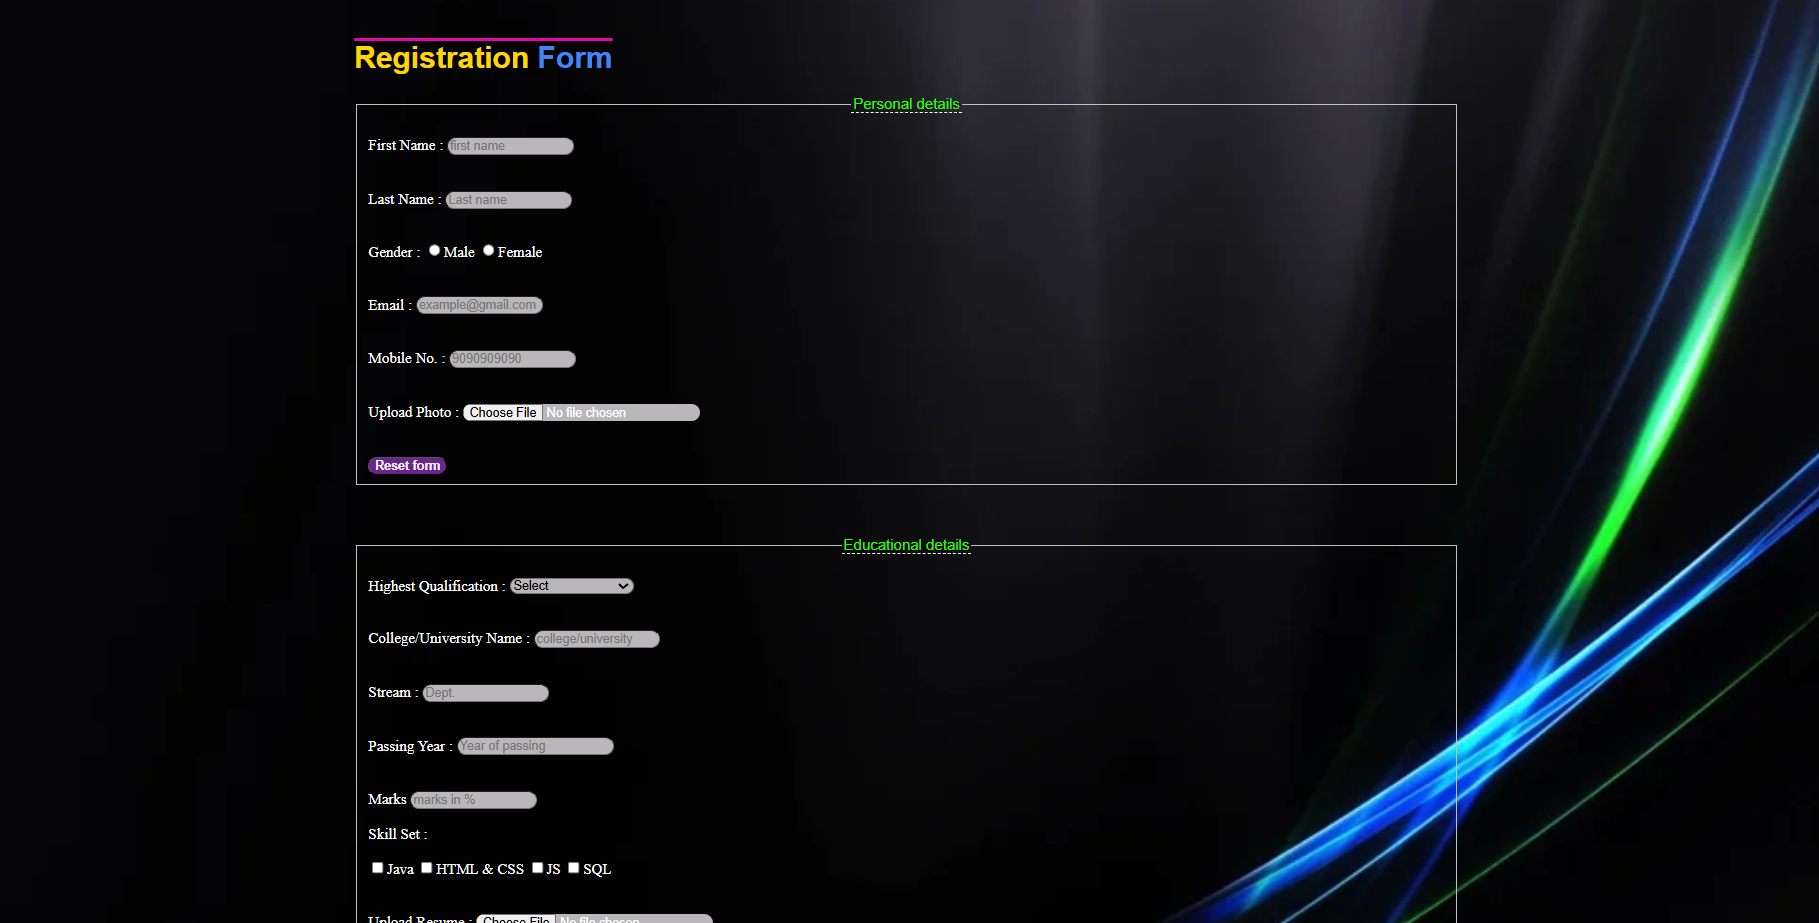 Registration Form
Personal details
First Name : first name
Last Name : Last name
Gender : Male Female
Email : example@gmail.com
Mobile No. : 9090909090
Upload Photo : Choose File No file chosen
Reset form
Educational details
Highest Qualification : Select
College/University Name : college/university
Stream : Dept.
Passing Year : Year of passing
Marks marks in %
Skill Set :
Java HTML & CSS JS SQL
Upload Resume : Choose File No file chosen